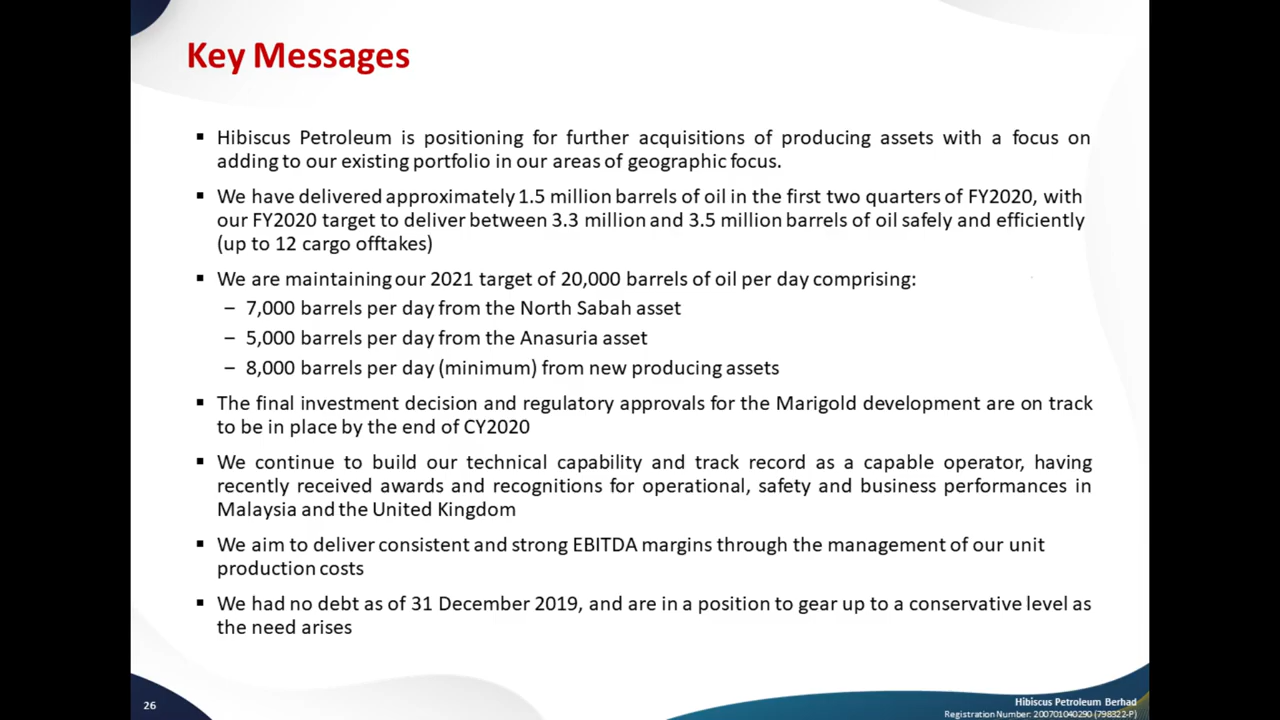 Key Messages
▪ Hibiscus Petroleum is positioning for further acquisitions of producing assets with a focus on
adding to our existing portfolio in our areas of geographic focus.
▪ We have delivered approximately 1.5 million barrels of oil in the first two quarters of FY2020, with
our FY2020 target to deliver between 3.3 million and 3.5 million barrels of oil safely and efficiently
(up to 12 cargo offtakes)
▪ We are maintaining our 2021 target of 20,000 barrels of oil per day comprising:
– 7,000 barrels per day from the North Sabah asset
– 5,000 barrels per day from the Anasuria asset
– 8,000 barrels per day (minimum) from new producing assets
▪ The final investment decision and regulatory approvals for the Marigold development are on track
to be in place by the end of CY2020
▪ We continue to build our technical capability and track record as a capable operator, having
recently received awards and recognitions for operational, safety and business performances in
Malaysia and the United Kingdom
▪ We aim to deliver consistent and strong EBITDA margins through the management of our unit
production costs
▪ We had no debt as of 31 December 2019, and are in a position to gear up to a conservative level as
the need arises
26
Hibiscus Petroleum Berhad
Registration Number: 200701040290 (798322-P)